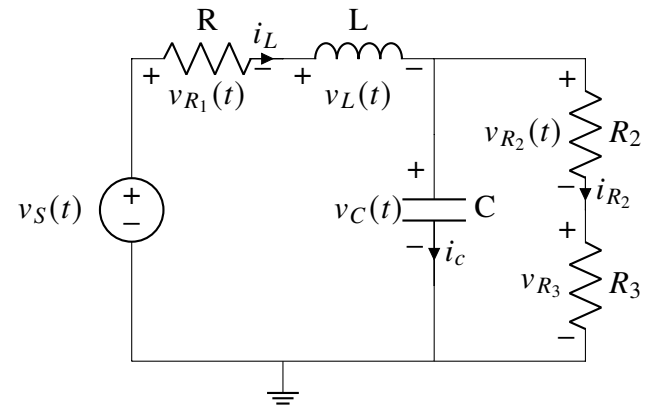 R
i_L
L
+ − + −
v_{R_1}(t)
v_L(t)
+
v_{R_2}(t)
R_2
−
i_{R_2}
v_S(t)
+
−
+
v_C(t)
C
−
i_c
+
v_{R_3}
R_3
−